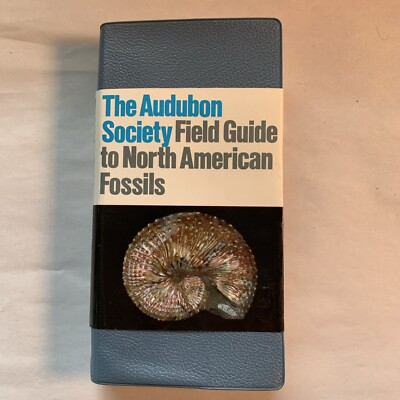 The Audubon
Society Field Guide
to North American
Fossils